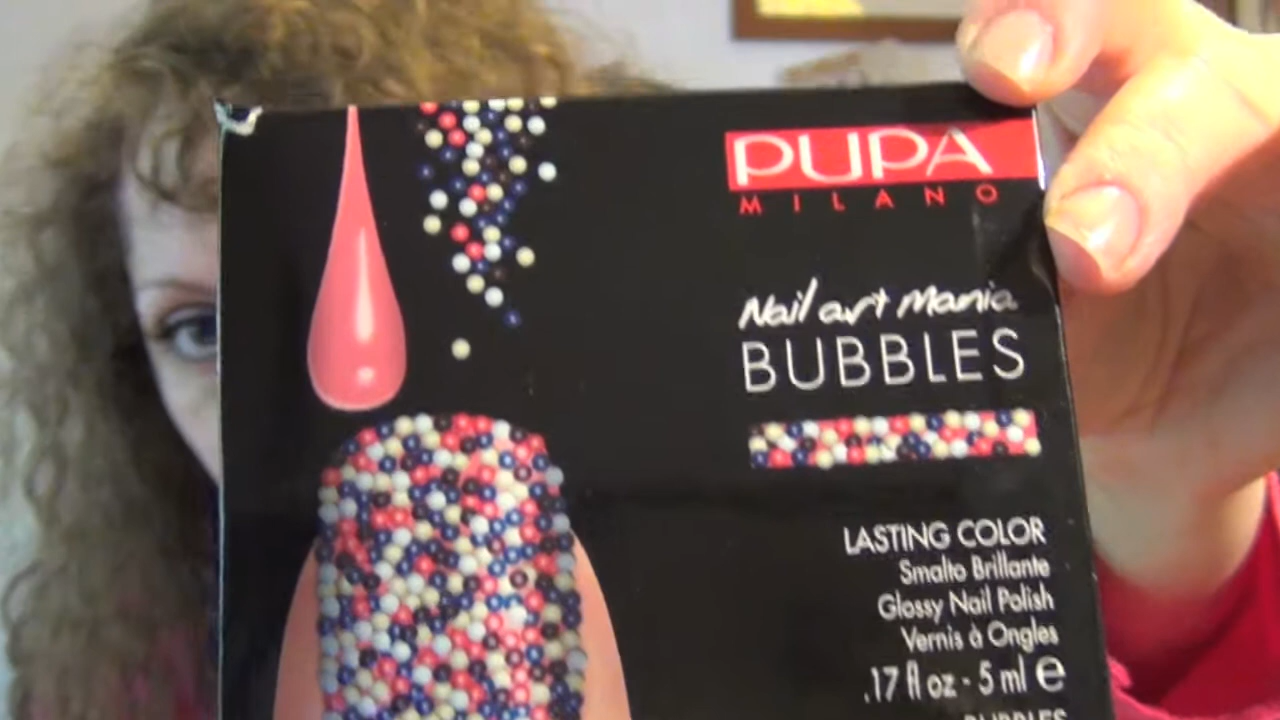 PUPA
MILANO
Nail art Mania
BUBBLES
LASTING COLOR
Smalto Brillante
Glossy Nail Polish
Vernis à Ongles
.17 fl oz - 5 ml e
BUBBLES